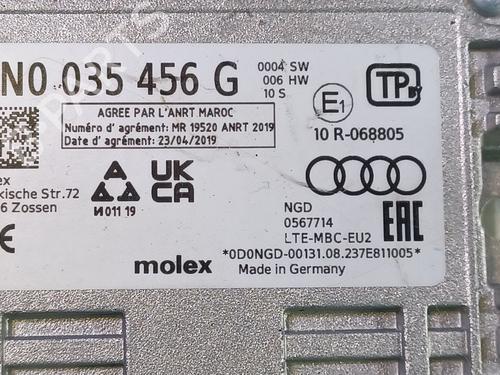 N0 035 456 G
0004 SW
006 HW
10 S
E1
TP
AGREE PAR L'ANRT MAROC
Numéro d'agrément: MR 19520 ANRT 2019
Date d'agrément: 23/04/2019
10 R-068805
lex
kische Str.72
6 Zossen
UK
CA
И011 19
NGD
0567714
LTE-MBC-EU2
EAC
*0D0NGD-00131.08.237E811005*
CE
molex
Made in Germany